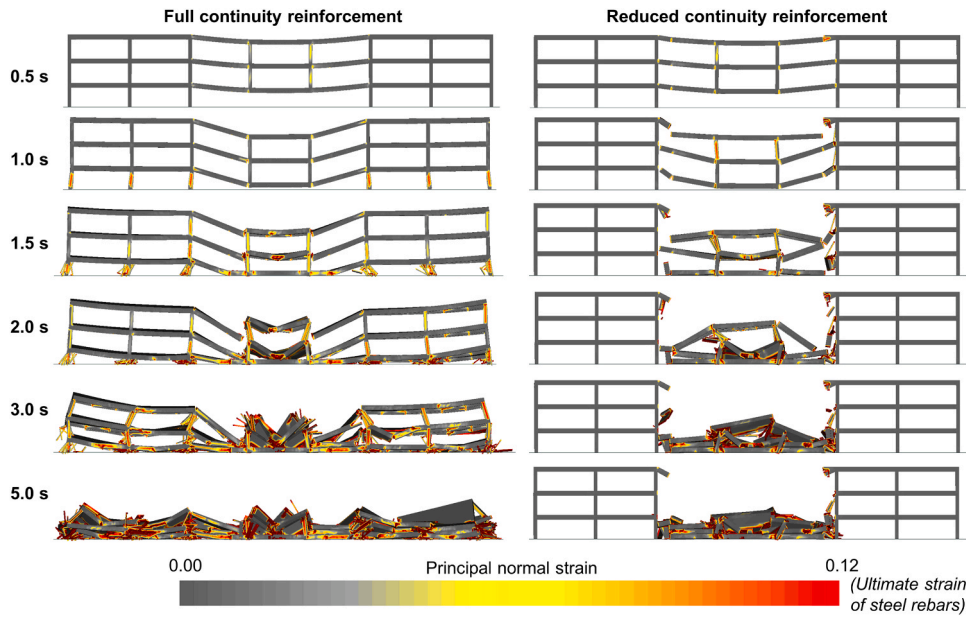 Full continuity reinforcement
Reduced continuity reinforcement
0.5 s
1.0 s
1.5 s
2.0 s
3.0 s
5.0 s
0.00
Principal normal strain
0.12
(Ultimate strain
of steel rebars)